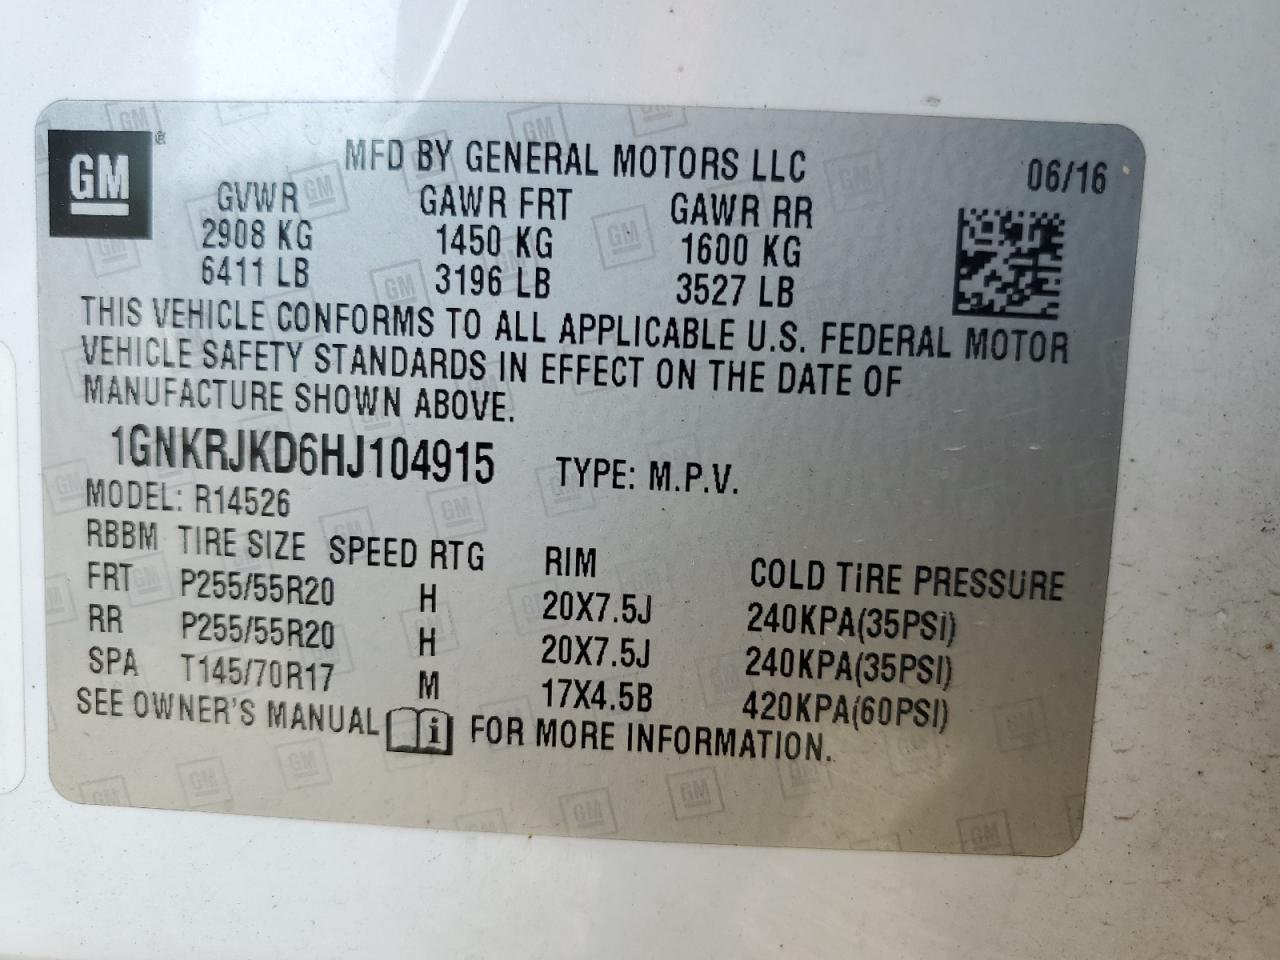 GM ®
MFD BY GENERAL MOTORS LLC 06/16
GVWR GAWR FRT GAWR RR
2908 KG 1450 KG 1600 KG
6411 LB 3196 LB 3527 LB
THIS VEHICLE CONFORMS TO ALL APPLICABLE U.S. FEDERAL MOTOR
VEHICLE SAFETY STANDARDS IN EFFECT ON THE DATE OF
MANUFACTURE SHOWN ABOVE.
1GNKRJKD6HJ104915 TYPE: M.P.V.
MODEL: R14526
RBBM TIRE SIZE SPEED RTG RIM COLD TIRE PRESSURE
FRT P255/55R20 H 20X7.5J 240KPA(35PSI)
RR P255/55R20 H 20X7.5J 240KPA(35PSI)
SPA T145/70R17 M 17X4.5B 420KPA(60PSI)
SEE OWNER'S MANUAL i FOR MORE INFORMATION.